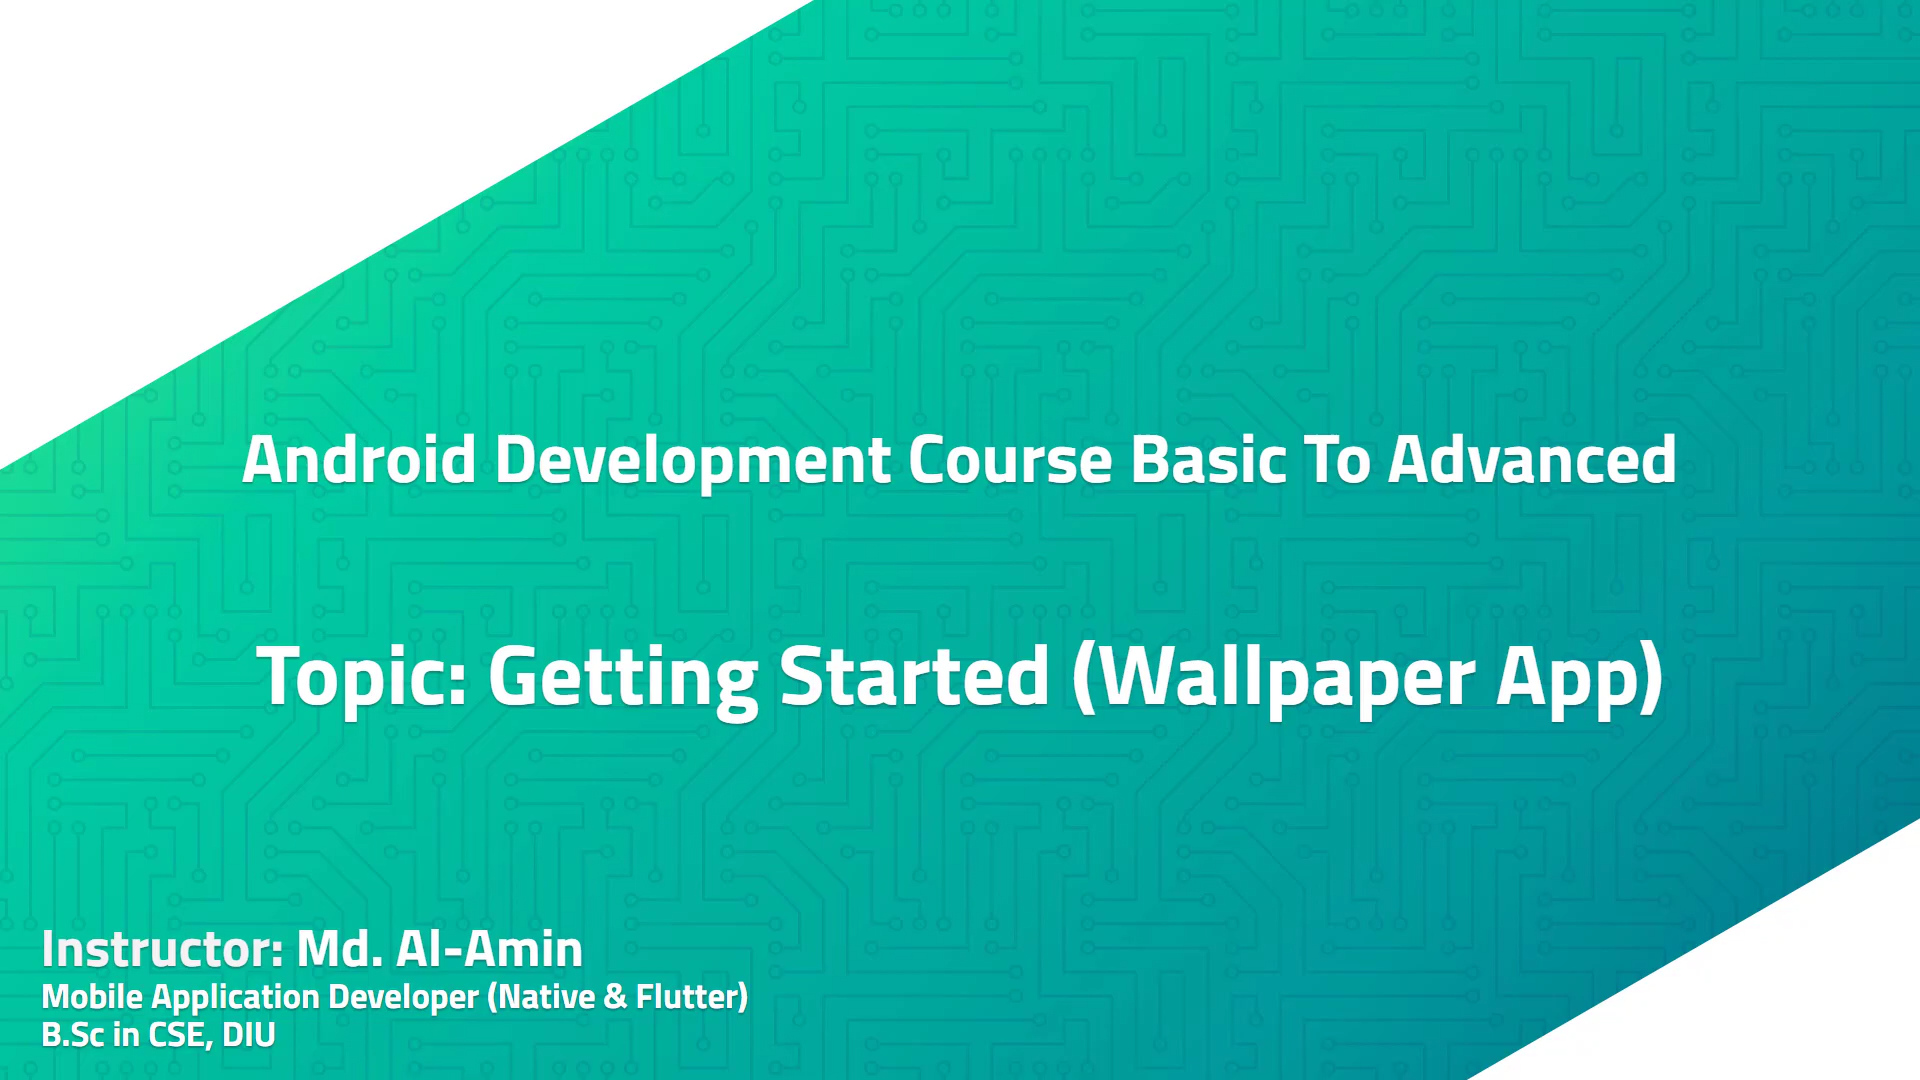 Android Development Course Basic To Advanced
Topic: Getting Started (Wallpaper App)
Instructor: Md. Al-Amin
Mobile Application Developer (Native & Flutter)
B.Sc in CSE, DIU